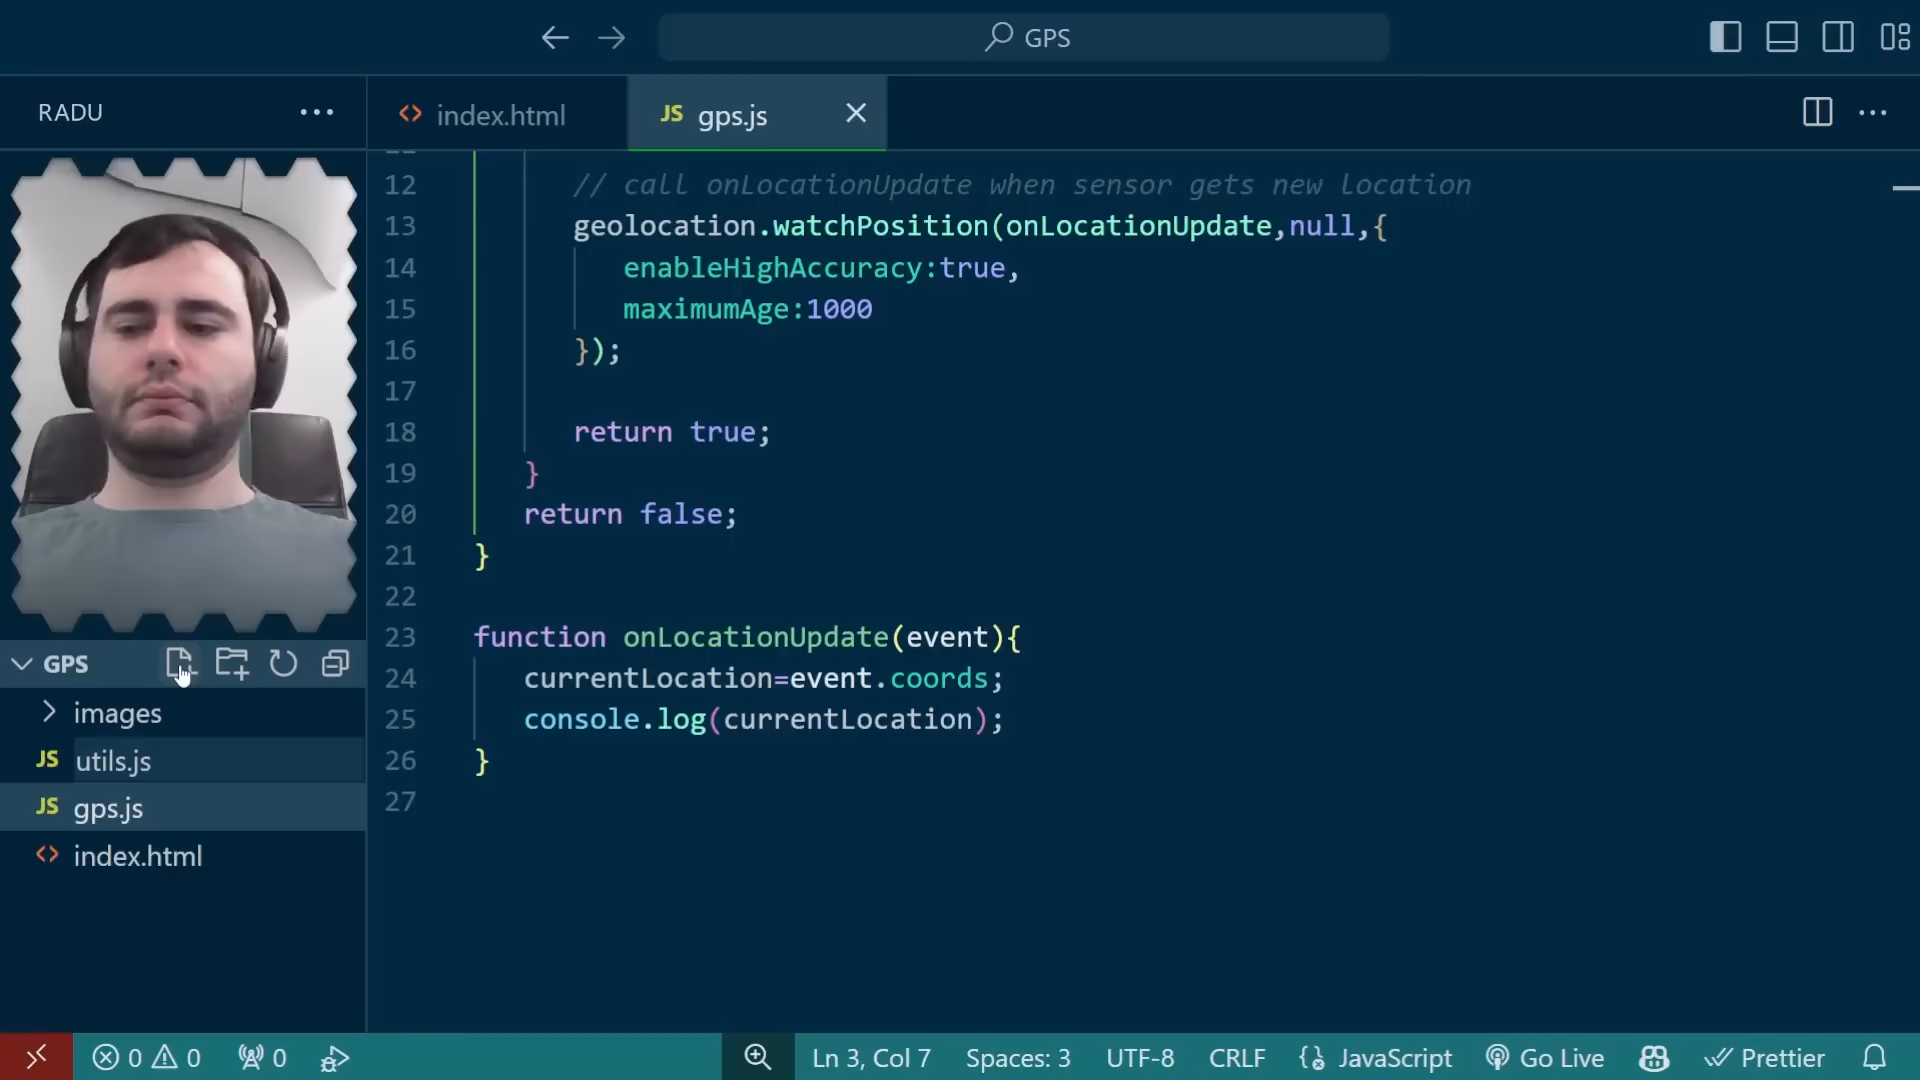 GPS
RADU
index.html
JS gps.js
12 // call onLocationUpdate when sensor gets new location
13 geolocation.watchPosition(onLocationUpdate,null,{
14 enableHighAccuracy:true,
15 maximumAge:1000
16 });
17
18 return true;
19 }
20 return false;
21 }
22
23 function onLocationUpdate(event){
24 currentLocation=event.coords;
25 console.log(currentLocation);
26 }
27
GPS
images
JS utils.js
JS gps.js
index.html
0 0 0
Ln 3, Col 7 Spaces: 3 UTF-8 CRLF JavaScript Go Live Prettier